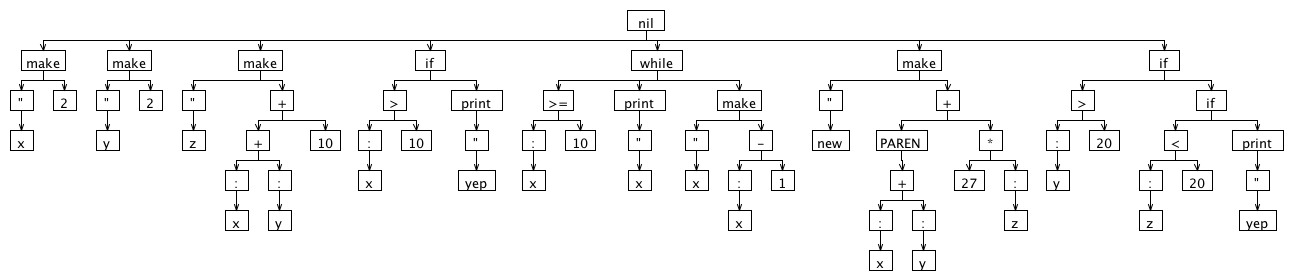 nil
make make make if while make if
" 2 " 2 " + > print >= print make " + > if
x y z + 10 : 10 " : 10 " " - new PAREN * : 20 < print
: : x yep x x x : 1 + 27 : y : 20 "
x y x : : z z yep
x y